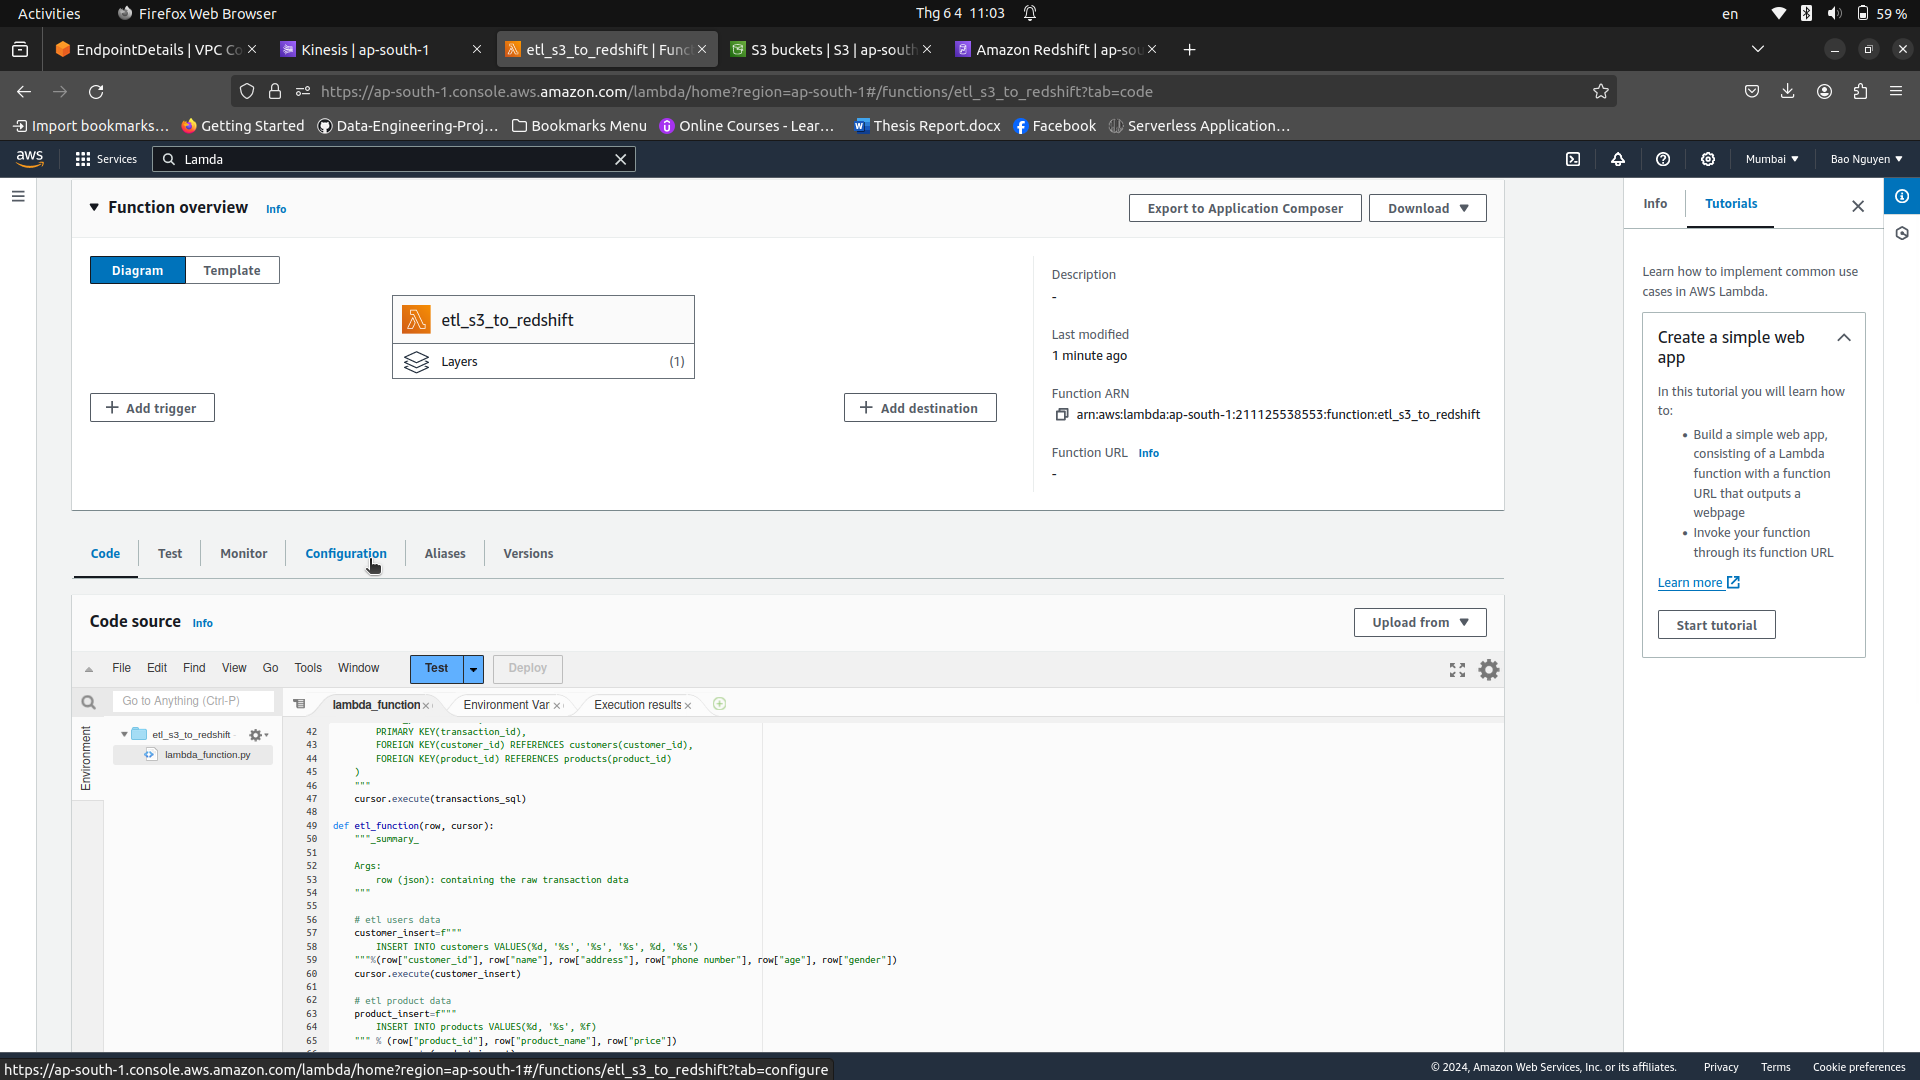 Activities
Firefox Web Browser
Thg 6 4 11:03
en
59 %
EndpointDetails | VPC Co
Kinesis | ap-south-1
etl_s3_to_redshift | Func
S3 buckets | S3 | ap-south
Amazon Redshift | ap-sou
https://ap-south-1.console.aws.amazon.com/lambda/home?region=ap-south-1#/functions/etl_s3_to_redshift?tab=code
Import bookmarks…
Getting Started
Data-Engineering-Proj…
Bookmarks Menu
Online Courses - Lear…
Thesis Report.docx
Facebook
Serverless Application…
aws
Services
Lamda
Mumbai
Bao Nguyen
Function overview
Info
Export to Application Composer
Download
Diagram
Template
etl_s3_to_redshift
Layers
(1)
Add trigger
Add destination
Description
-
Last modified
1 minute ago
Function ARN
arn:aws:lambda:ap-south-1:211125538553:function:etl_s3_to_redshift
Function URL
Info
-
Info
Tutorials
Learn how to implement common use
cases in AWS Lambda.
Create a simple web
app
In this tutorial you will learn how
to:
• Build a simple web app,
consisting of a Lambda
function with a function
URL that outputs a
webpage
• Invoke your function
through its function URL
Learn more
Start tutorial
Code
Test
Monitor
Configuration
Aliases
Versions
Code source
Info
Upload from
File
Edit
Find
View
Go
Tools
Window
Test
Deploy
Go to Anything (Ctrl-P)
lambda_function
Environment Var
Execution results
Environment
etl_s3_to_redshift
lambda_function.py
42 PRIMARY KEY(transaction_id),
43 FOREIGN KEY(customer_id) REFERENCES customers(customer_id),
44 FOREIGN KEY(product_id) REFERENCES products(product_id)
45 )
46 """
47 cursor.execute(transactions_sql)
48
49 def etl_function(row, cursor):
50 """_summary_
51
52 Args:
53 row (json): containing the raw transaction data
54 """
55
56 # etl users data
57 customer_insert=f"""
58 INSERT INTO customers VALUES(%d, '%s', '%s', '%s', %d, '%s')
59 """%(row["customer_id"], row["name"], row["address"], row["phone number"], row["age"], row["gender"])
60 cursor.execute(customer_insert)
61
62 # etl product data
63 product_insert=f"""
64 INSERT INTO products VALUES(%d, '%s', %f)
65 """ % (row["product_id"], row["product_name"], row["price"])
https://ap-south-1.console.aws.amazon.com/lambda/home?region=ap-south-1#/functions/etl_s3_to_redshift?tab=configure
© 2024, Amazon Web Services, Inc. or its affiliates.
Privacy
Terms
Cookie preferences